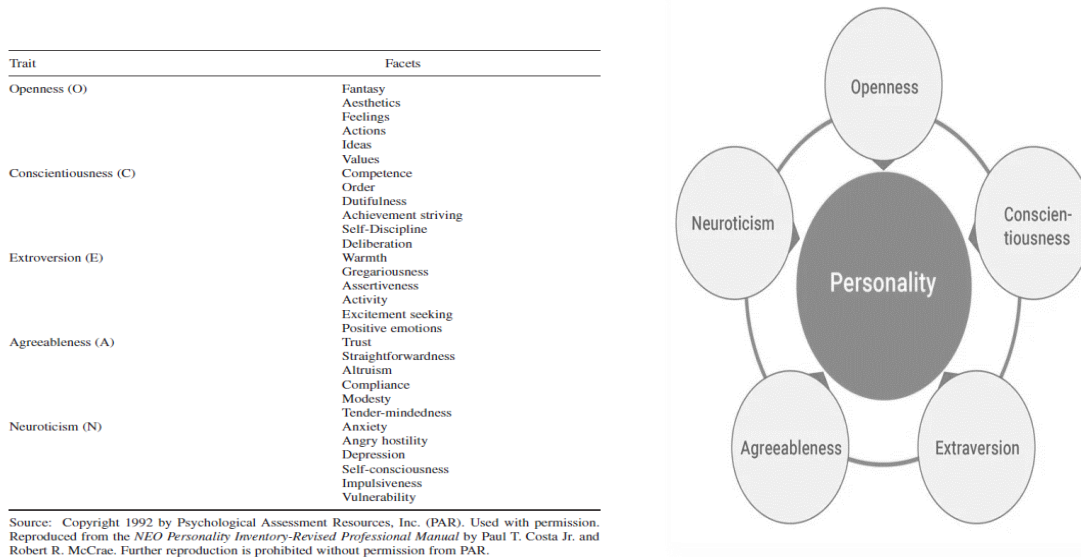 Trait Facets
Openness (O) Fantasy
Aesthetics
Feelings
Actions
Ideas
Values
Conscientiousness (C) Competence
Order
Dutifulness
Achievement striving
Self-Discipline
Deliberation
Extroversion (E) Warmth
Gregariousness
Assertiveness
Activity
Excitement seeking
Positive emotions
Agreeableness (A) Trust
Straightforwardness
Altruism
Compliance
Modesty
Tender-mindedness
Neuroticism (N) Anxiety
Angry hostility
Depression
Self-consciousness
Impulsiveness
Vulnerability
Source: Copyright 1992 by Psychological Assessment Resources, Inc. (PAR). Used with permission.
Reproduced from the NEO Personality Inventory-Revised Professional Manual by Paul T. Costa Jr. and
Robert R. McCrae. Further reproduction is prohibited without permission from PAR.
Openness
Neuroticism
Conscien-
tiousness
Personality
Agreeableness
Extraversion